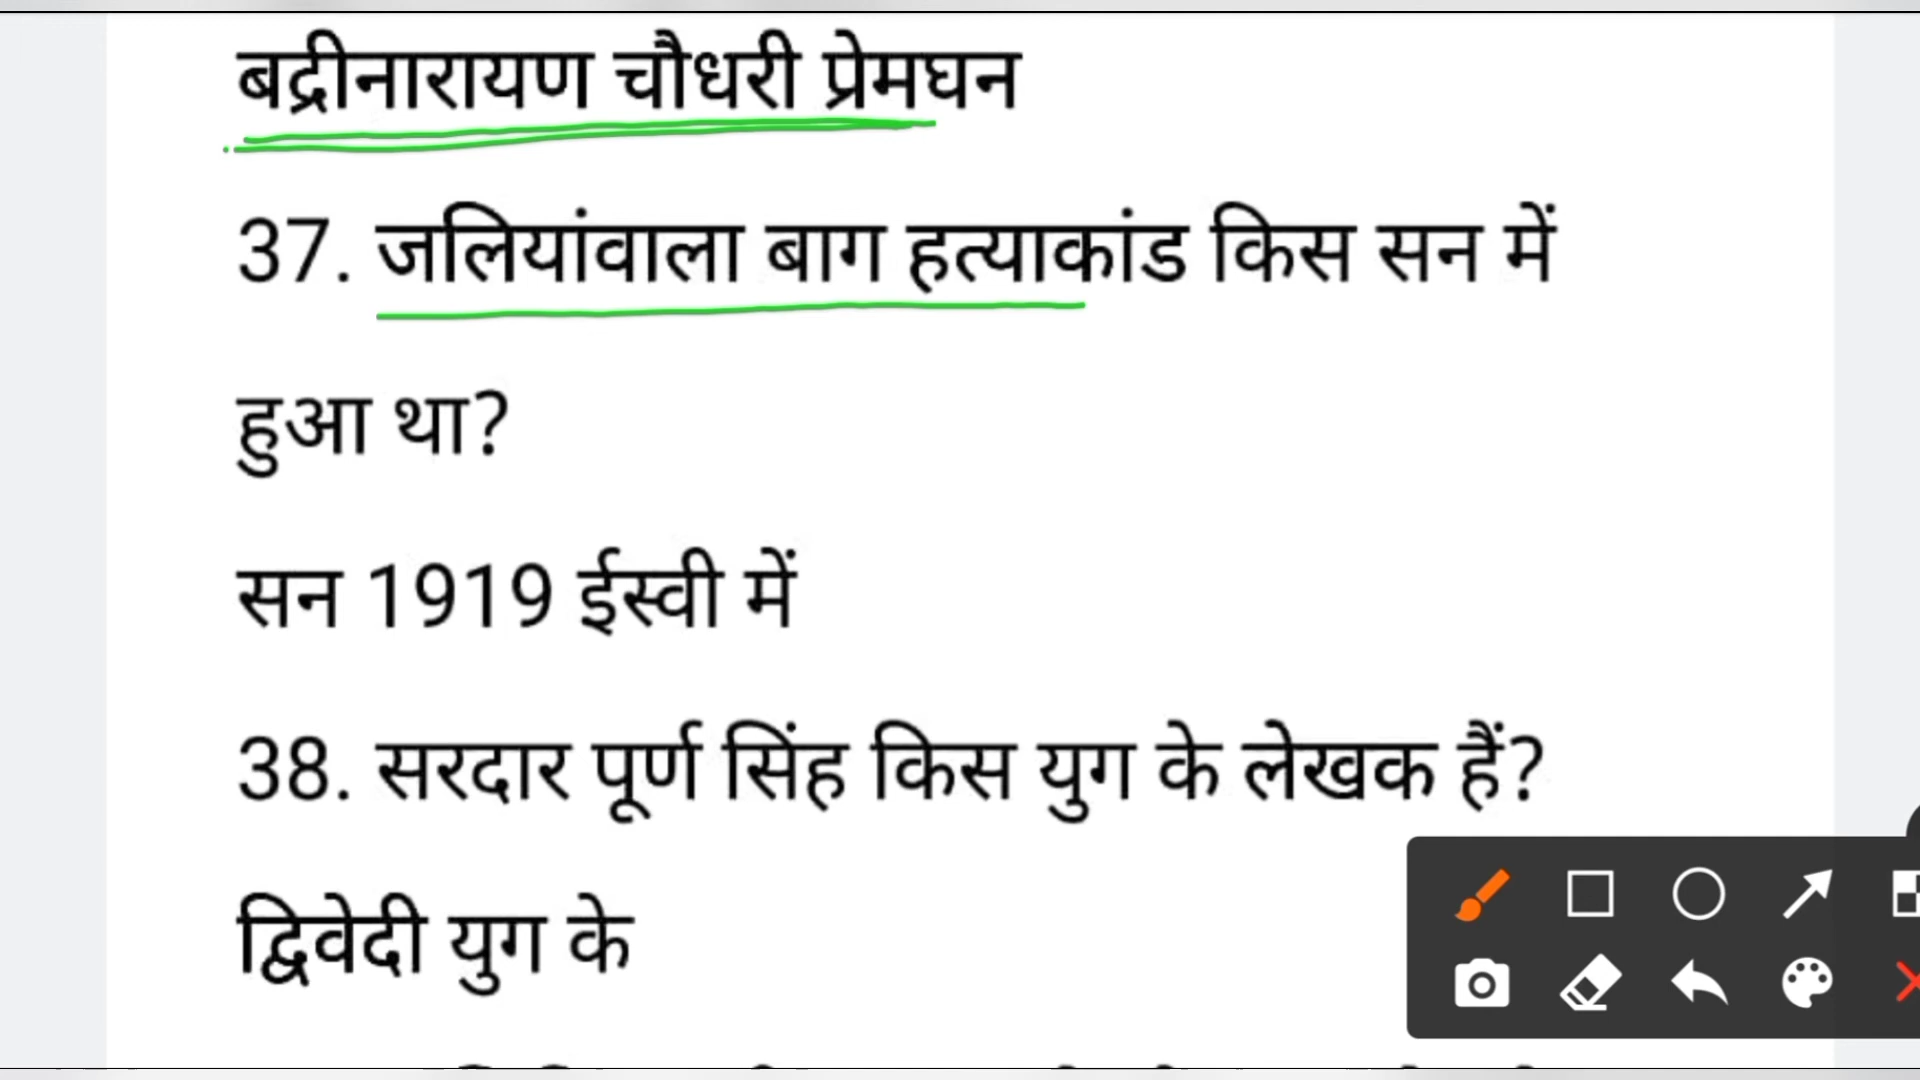 बद्रीनारायण चौधरी प्रेमघन
37. जलियांवाला बाग हत्याकांड किस सन में
हुआ था?
सन 1919 ईस्वी में
38. सरदार पूर्ण सिंह किस युग के लेखक हैं?
द्विवेदी युग के